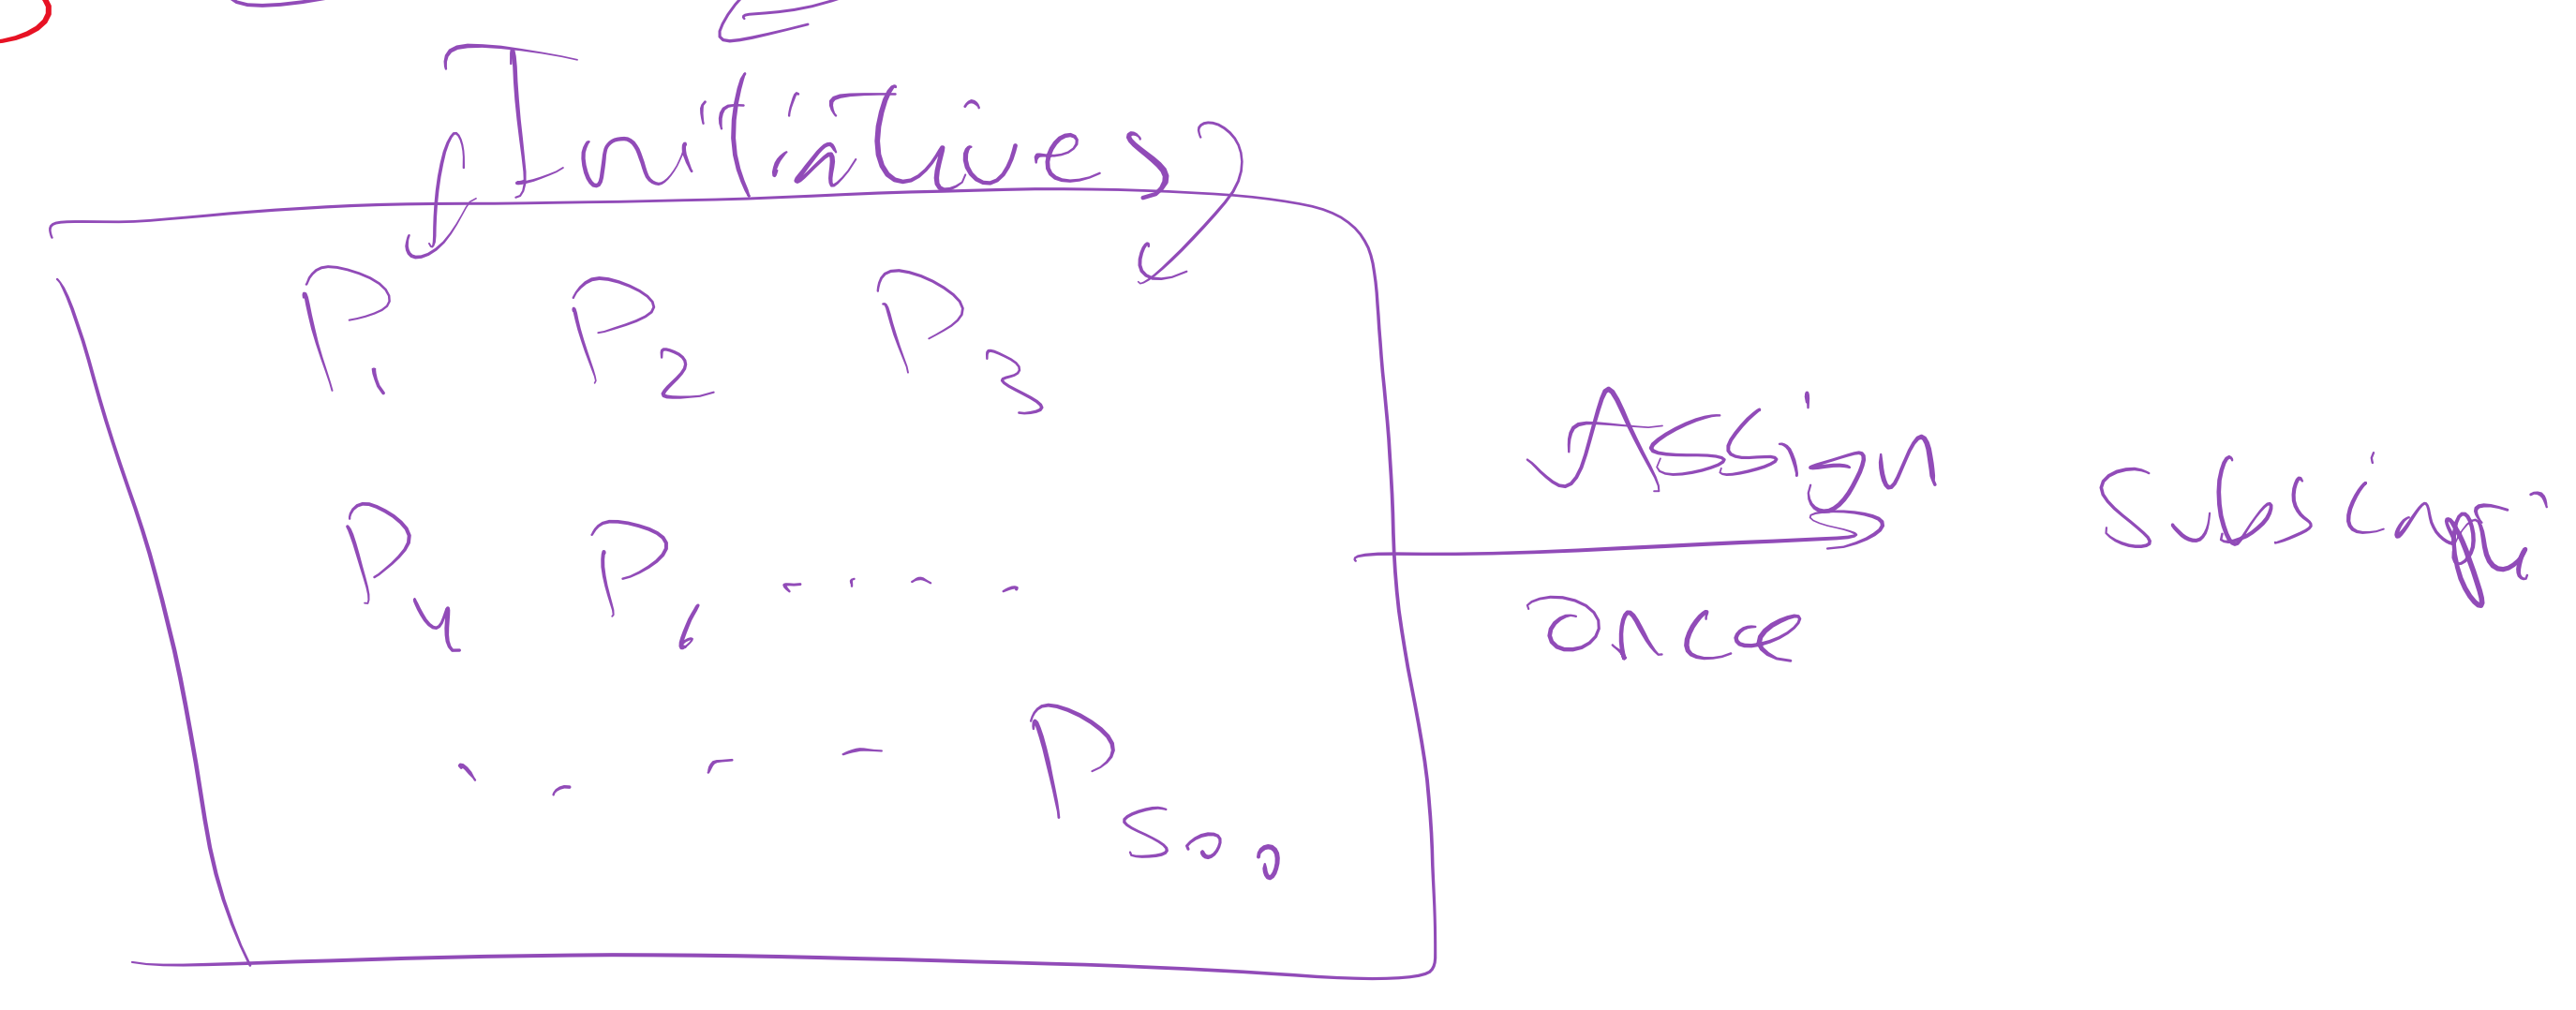 Initiatives
P1 P2 P3
Assign
P4 P6 - - - -
once
- - - - P500